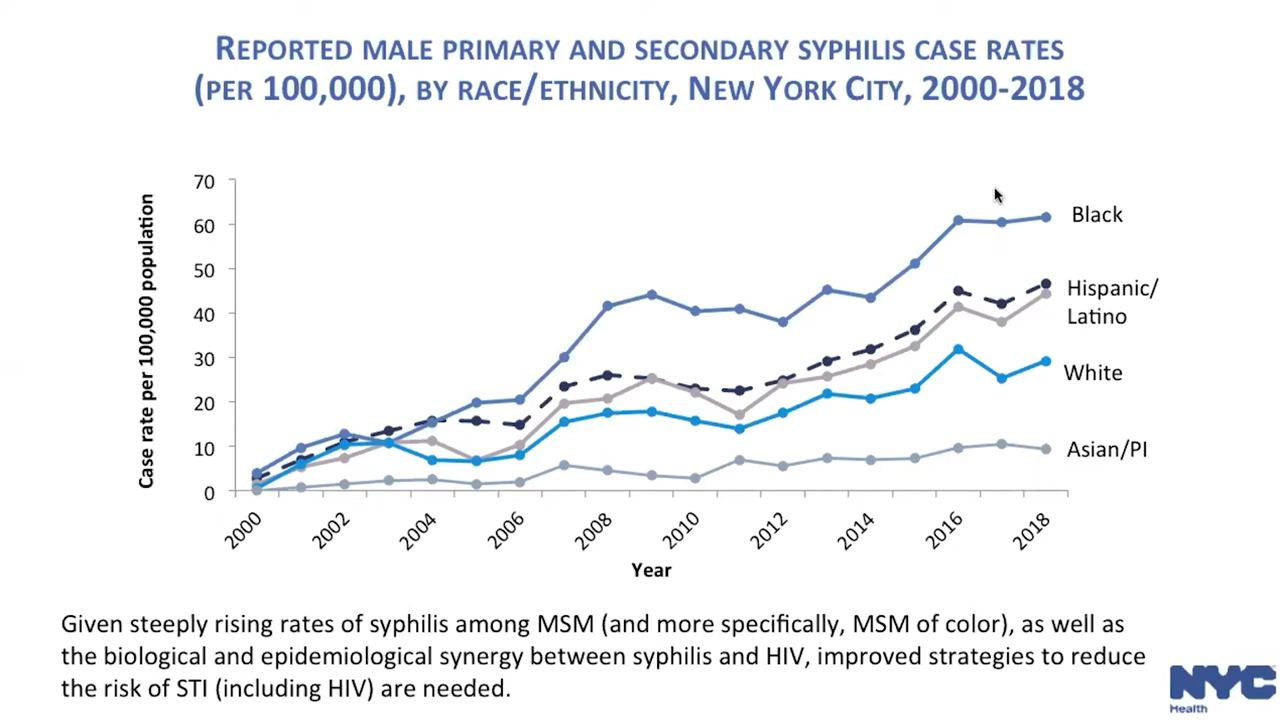 REPORTED MALE PRIMARY AND SECONDARY SYPHILIS CASE RATES
(PER 100,000), BY RACE/ETHNICITY, NEW YORK CITY, 2000-2018
Case rate per 100,000 population
70
60
50
40
30
20
10
0
Black
Hispanic/
Latino
White
Asian/PI
2000
2002
2004
2006
2008
2010
2012
2014
2016
2018
Year
Given steeply rising rates of syphilis among MSM (and more specifically, MSM of color), as well as
the biological and epidemiological synergy between syphilis and HIV, improved strategies to reduce
the risk of STI (including HIV) are needed.
NYC
Health